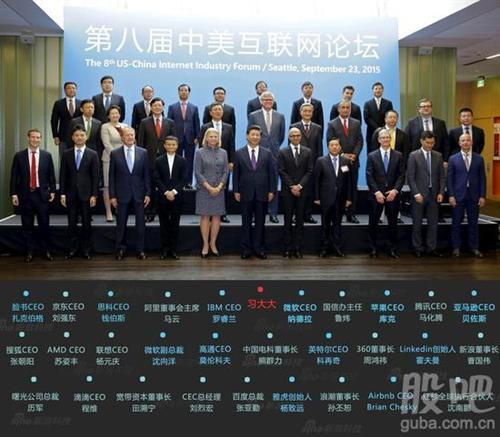 第八届中美互联网论坛
The 8th US-China Internet Industry Forum / Seattle, September 23, 2015
习大大
脸书CEO 京东CEO 思科CEO 阿里董事会主席 IBM CEO 微软CEO 国信办主任 苹果CEO 腾讯CEO 亚马逊CEO
扎克伯格 刘强东 钱伯斯 马云 罗睿兰 纳德拉 鲁炜 库克 马化腾 贝佐斯
搜狐CEO AMD CEO 联想CEO 微软副总裁 高通CEO 中国电科董事长 英特尔CEO 360董事长 Linkedin创始人 新浪董事长
张朝阳 苏姿丰 杨元庆 沈向洋 莫伦科夫 熊群力 科再奇 周鸿祎 霍夫曼 曹国伟
曙光公司总裁 滴滴CEO 宽带资本董事长 CEC总经理 百度总裁 雅虎创始人 浪潮董事长 Airbnb CEO 全球执行合伙人
历军 程维 田溯宁 刘烈宏 张亚勤 杨致远 孙丕恕 Brian Chesky 沈南鹏
股吧
guba.com.cn